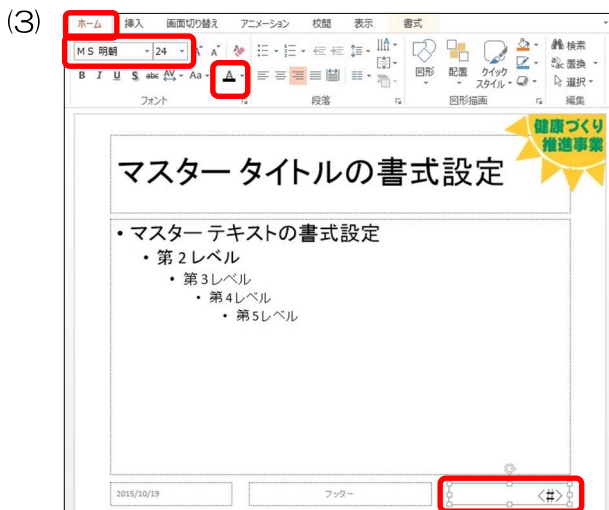 (3)
ホーム 挿入 画面切り替え アニメーション 校閲 表示 書式
MS 明朝 24 A A 検索
B I U S abc AV Aa A 図形 配置 クイックスタイル 置換
選択
フォント 段落 図形描画 編集
健康づくり
推進事業
マスター タイトルの書式設定
• マスター テキストの書式設定
• 第 2 レベル
• 第 3 レベル
• 第 4 レベル
• 第 5 レベル
2015/10/19 フッター <#>